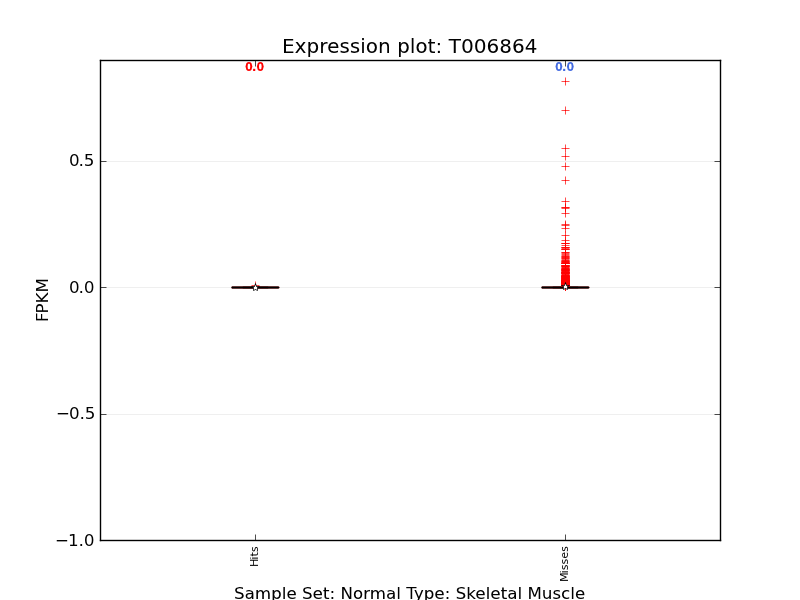 Expression plot: T006864
0.0 0.0
0.5
0.0
−0.5
−1.0
FPKM
Hits Misses
Sample Set: Normal Type: Skeletal Muscle